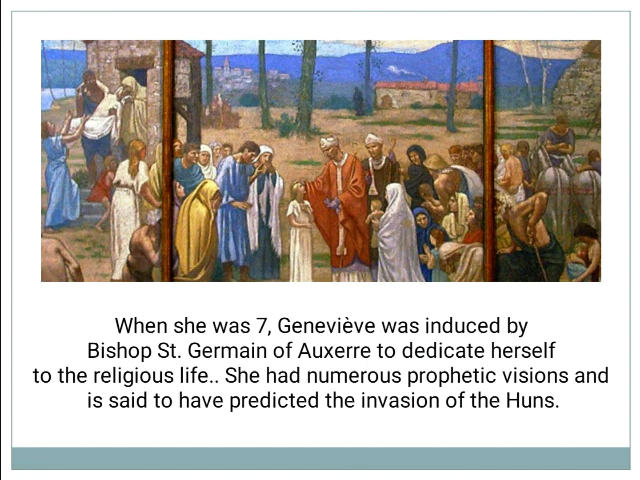 When she was 7, Geneviève was induced by
Bishop St. Germain of Auxerre to dedicate herself
to the religious life.. She had numerous prophetic visions and
is said to have predicted the invasion of the Huns.